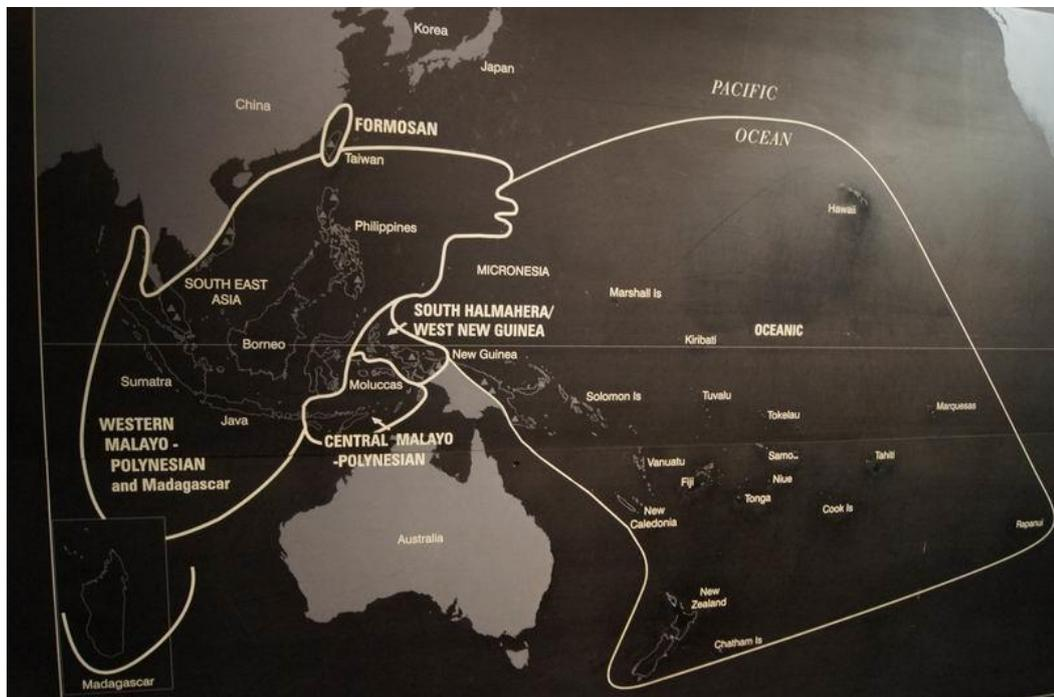 Korea
Japan
PACIFIC
OCEAN
China
FORMOSAN
Taiwan
Hawaii
Philippines
MICRONESIA
SOUTH EAST
ASIA
Marshall Is
SOUTH HALMAHERA/
WEST NEW GUINEA
OCEANIC
Kiribati
Borneo
New Guinea
Sumatra
Moluccas
Solomon Is
Tuvalu
Tokelau
Marquesas
Java
WESTERN
MALAYO -
POLYNESIAN
and Madagascar
CENTRAL MALAYO
-POLYNESIAN
Vanuatu
Samoa
Tahiti
Fiji
Niue
Tonga
Cook Is
New
Caledonia
Rapanui
Australia
New
Zealand
Chatham Is
Madagascar